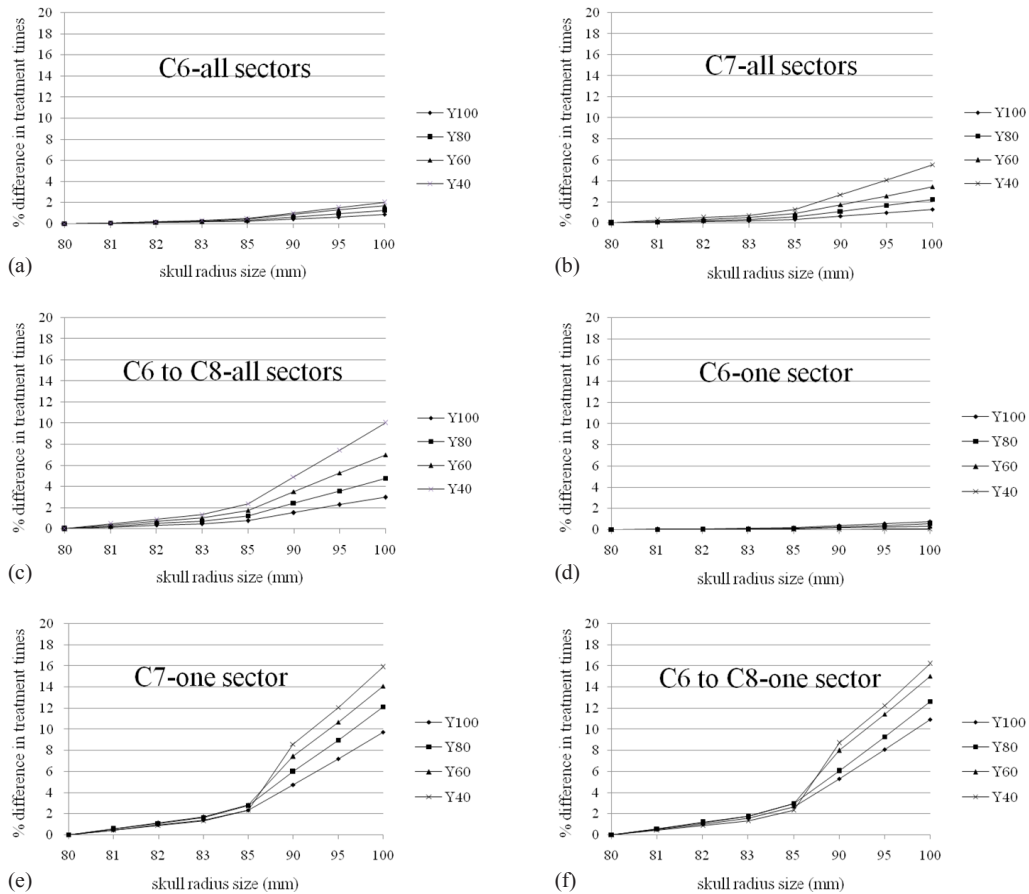 % difference in treatment times
20
18
16
14
12
10
8
6
4
2
0
C6-all sectors
Y100
Y80
Y60
Y40
80 81 82 83 85 90 95 100
skull radius size (mm)
(a)
% difference in treatment times
20
18
16
14
12
10
8
6
4
2
0
C7-all sectors
Y100
Y80
Y60
Y40
80 81 82 83 85 90 95 100
skull radius size (mm)
(b)
% difference in treatment times
20
18
16
14
12
10
8
6
4
2
0
C6 to C8-all sectors
Y100
Y80
Y60
Y40
80 81 82 83 85 90 95 100
skull radius size (mm)
(c)
% difference in treatment times
20
18
16
14
12
10
8
6
4
2
0
C6-one sector
Y100
Y80
Y60
Y40
80 81 82 83 85 90 95 100
skull radius size (mm)
(d)
% difference in treatment times
20
18
16
14
12
10
8
6
4
2
0
C7-one sector
Y100
Y80
Y60
Y40
80 81 82 83 85 90 95 100
skull radius size (mm)
(e)
% difference in treatment times
20
18
16
14
12
10
8
6
4
2
0
C6 to C8-one sector
Y100
Y80
Y60
Y40
80 81 82 83 85 90 95 100
skull radius size (mm)
(f)